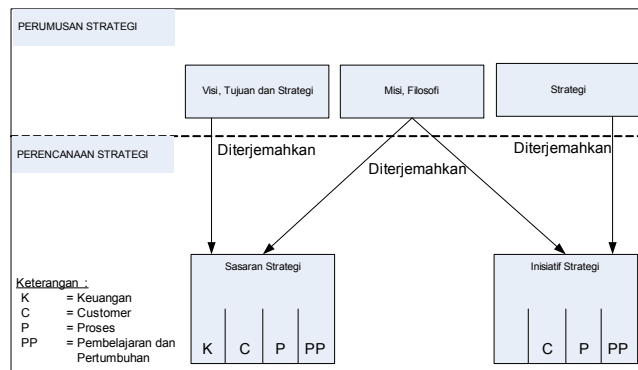 PERUMUSAN STRATEGI
Visi, Tujuan dan Strategi
Misi, Filosofi
Strategi
PERENCANAAN STRATEGI
Diterjemahkan
Diterjemahkan
Diterjemahkan
Sasaran Strategi
Inisiatif Strategi
Keterangan :
K = Keuangan
C = Customer
P = Proses
PP = Pembelajaran dan
Pertumbuhan
K C P PP
C P PP